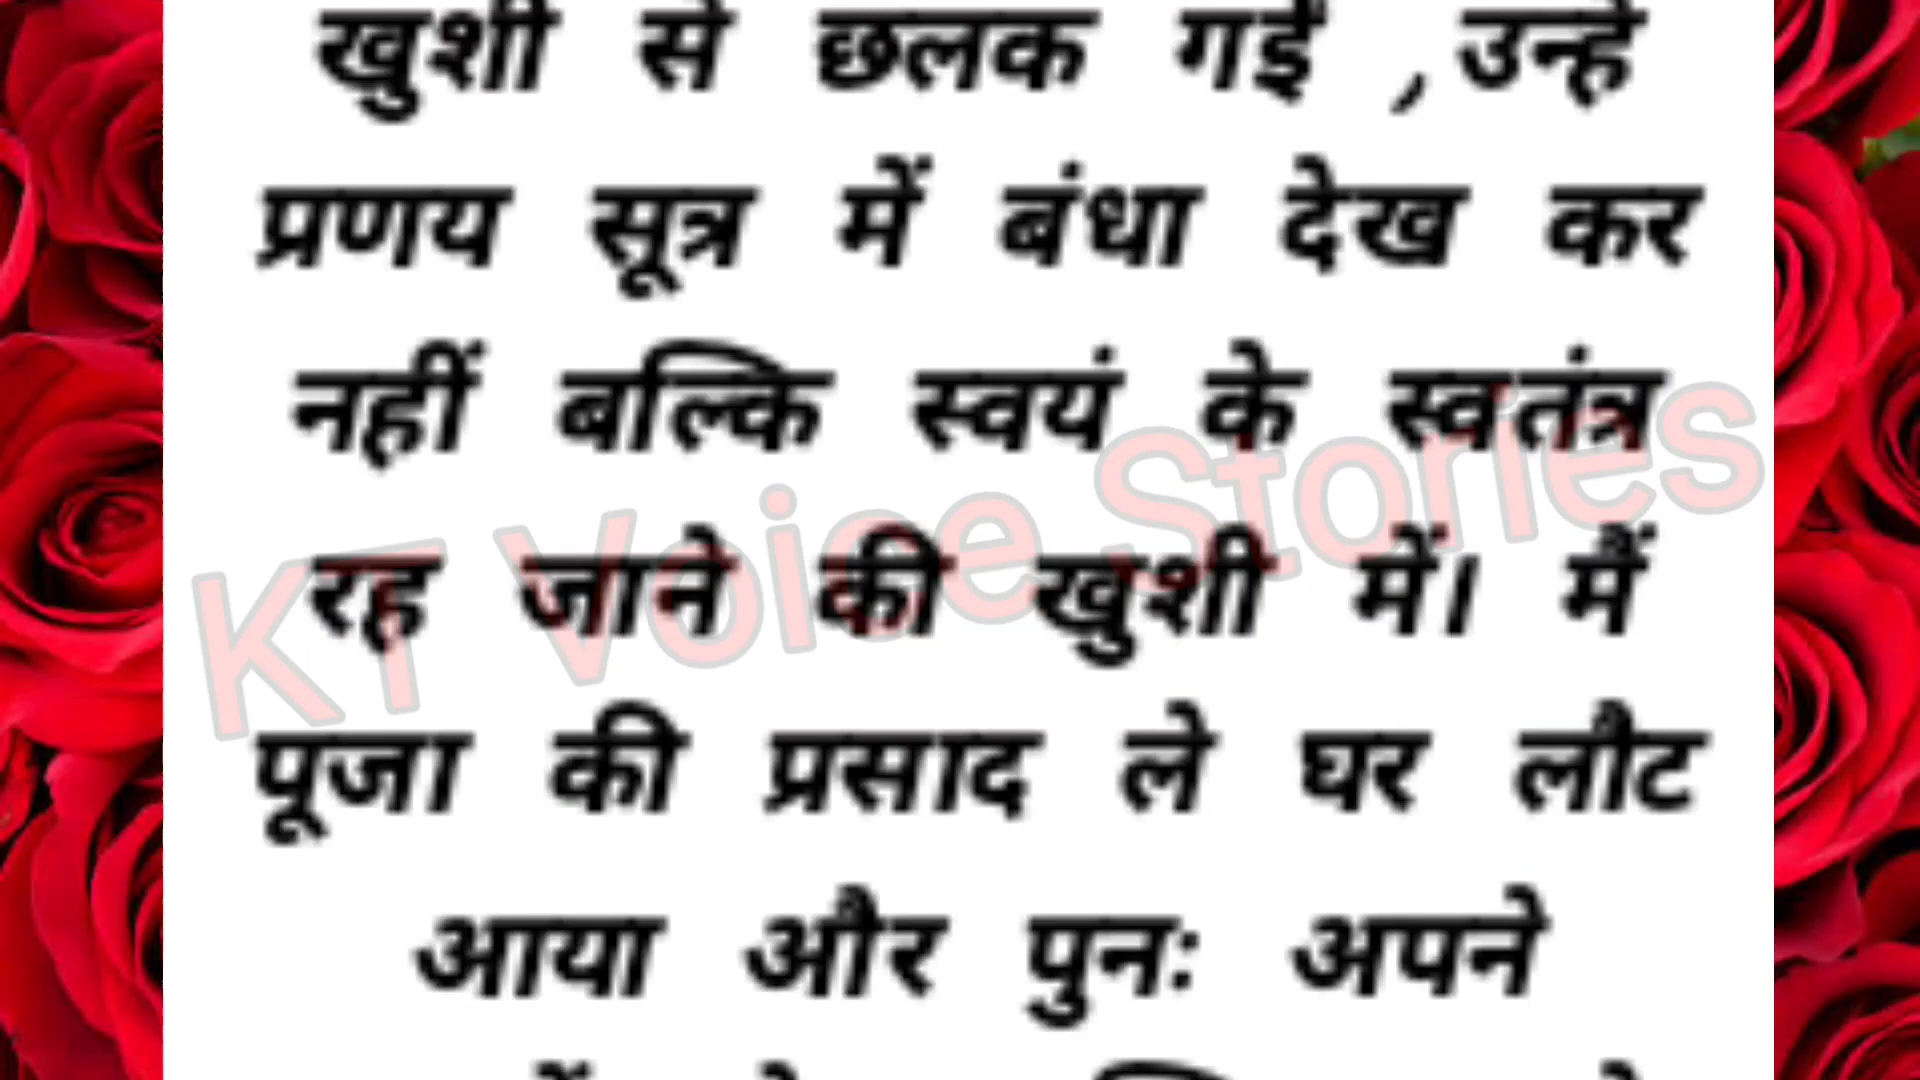 खुशी से छलक गई ,उन्हे
प्रणय सूत्र में बंधा देख कर
नहीं बल्कि स्वयं के स्वतंत्र
रह जाने की खुशी में। मैं
पूजा की प्रसाद ले घर लौट
आया और पुनः अपने
KT Voice Stories